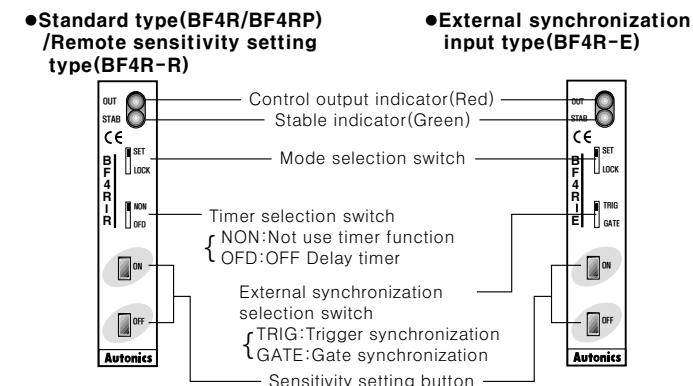 ●Standard type(BF4R/BF4RP)
/Remote sensitivity setting
type(BF4R-R)
●External synchronization
input type(BF4R-E)
OUT
STAB
CE
SET
LOCK
BF4R-R
NON
OFD
ON
OFF
Autonics
Control output indicator(Red)
Stable indicator(Green)
Mode selection switch
Timer selection switch
{ NON:Not use timer function
OFD:OFF Delay timer
External synchronization
selection switch
{ TRIG:Trigger synchronization
GATE:Gate synchronization
Sensitivity setting button
OUT
STAB
CE
SET
LOCK
BF4R-E
TRIG
GATE
ON
OFF
Autonics